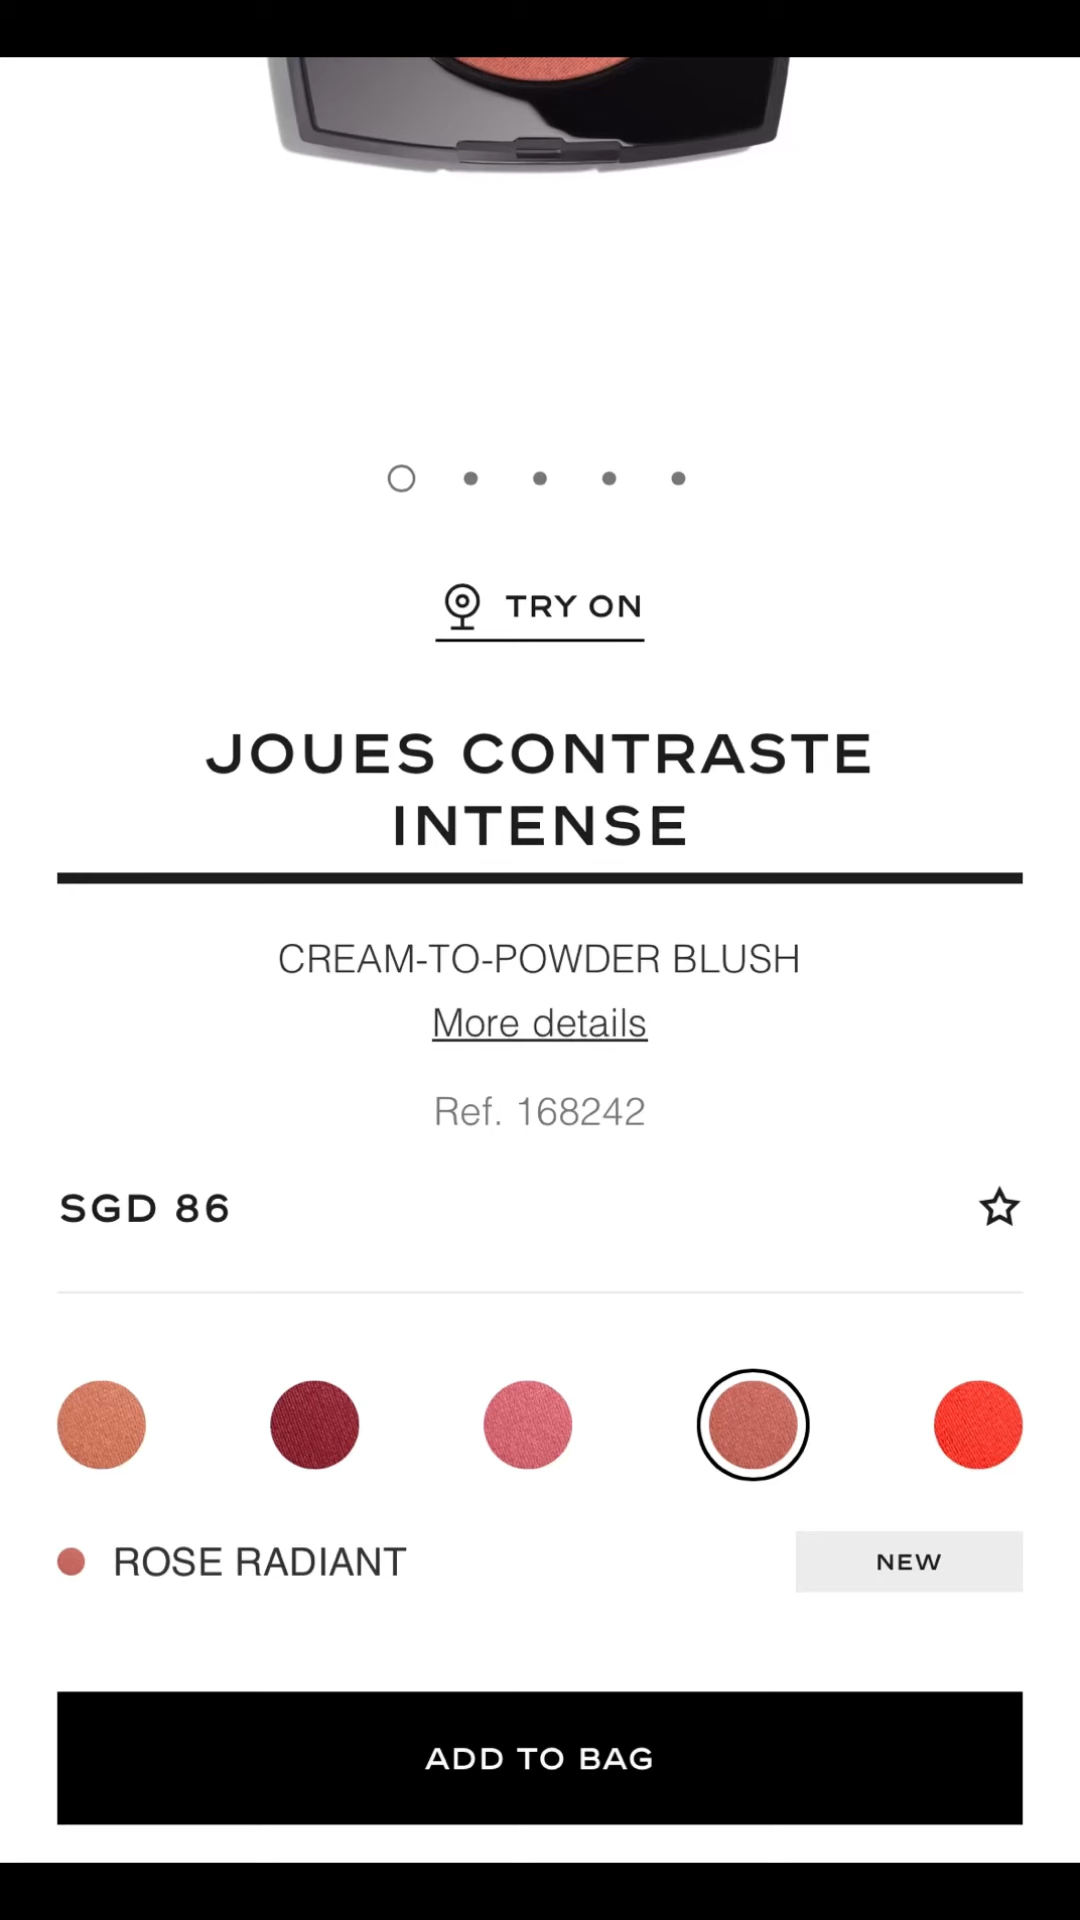 TRY ON
JOUES CONTRASTE
INTENSE
CREAM-TO-POWDER BLUSH
More details
Ref. 168242
SGD 86
ROSE RADIANT
NEW
ADD TO BAG